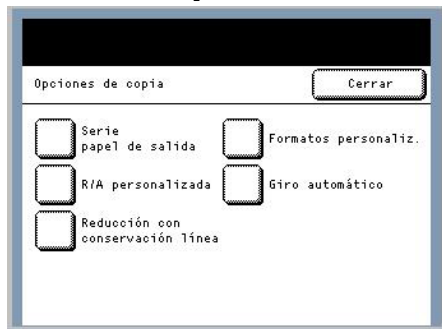 Opciones de copia
Cerrar
Serie
papel de salida
Formatos personaliz.
R/A personalizada
Giro automático
Reducción con
conservación línea